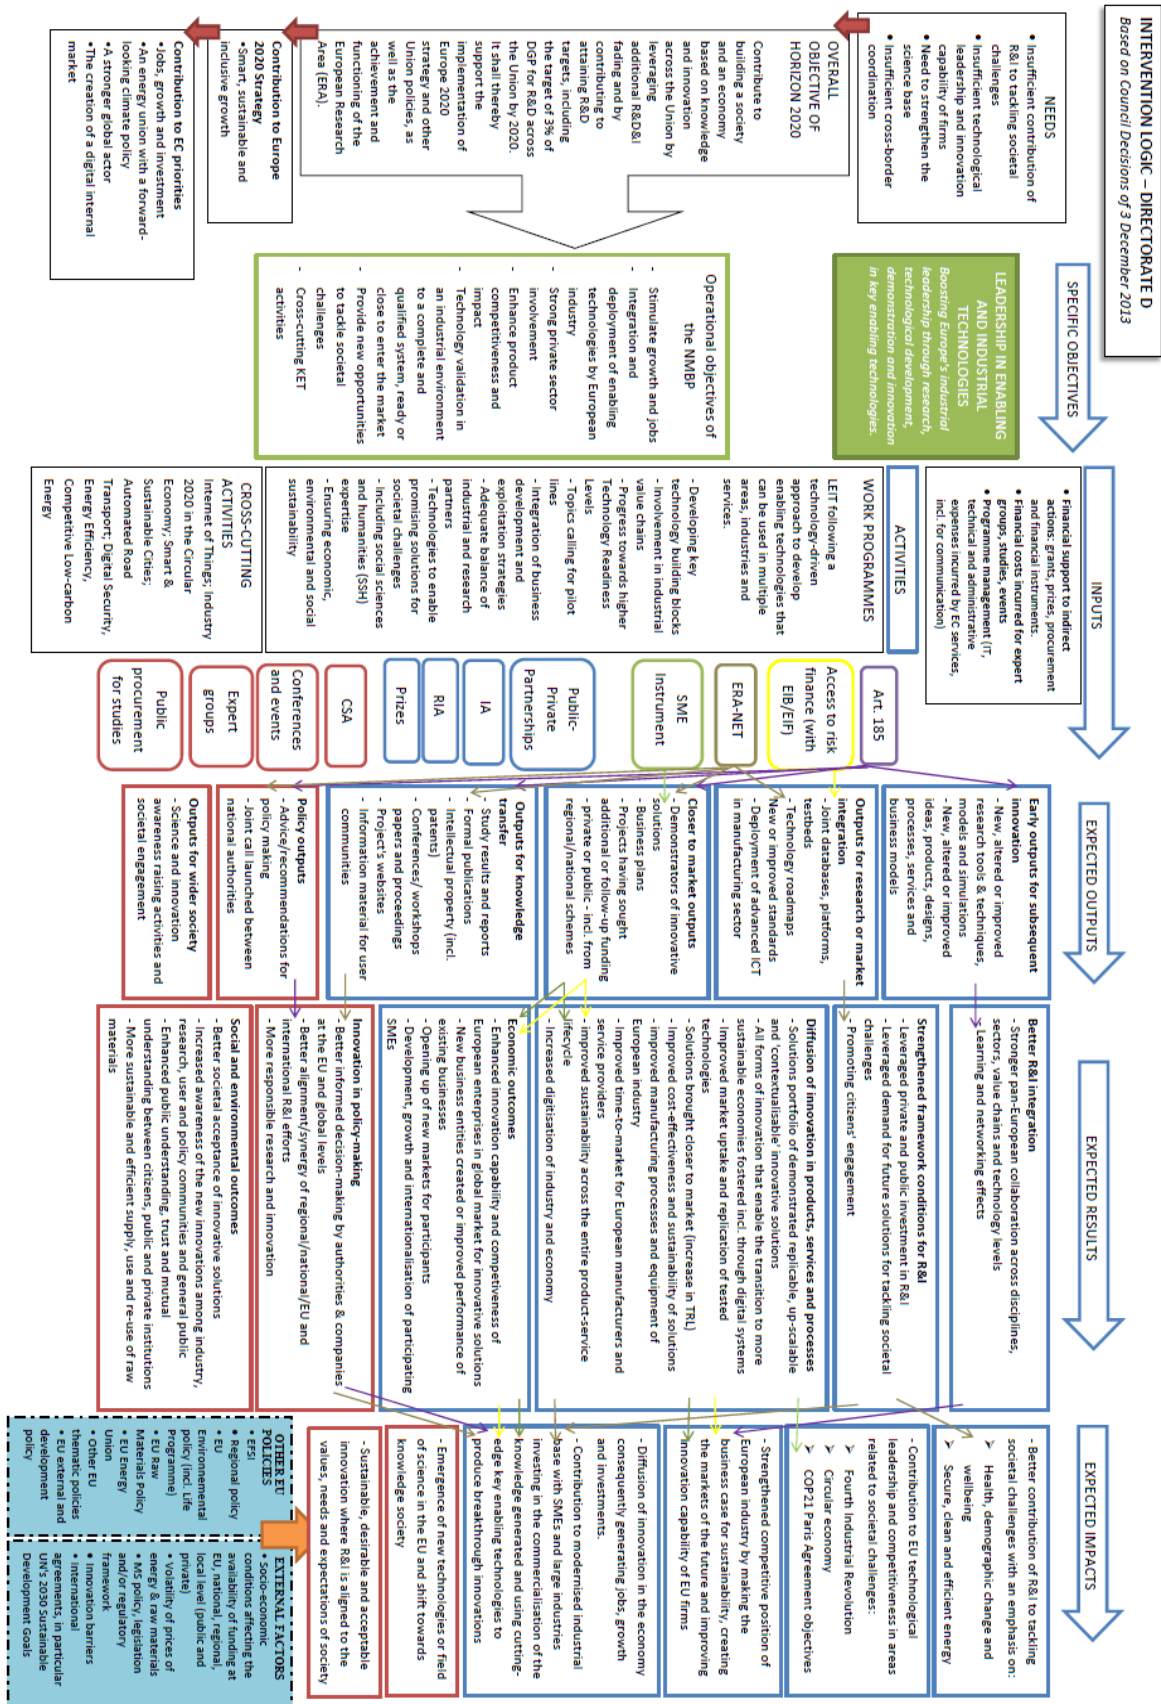 INTERVENTION LOGIC – DIRECTORATE D
Based on Council Decisions of 3 December 2013
NEEDS
• Insufficient contribution of
R&I to tackling societal
challenges
• Insufficient technological
leadership and innovation
capability of firms
• Need to strengthen the
science base
• Insufficient cross-border
coordination
OVERALL
OBJECTIVE OF
HORIZON 2020
Contribute to
building a society
and an economy
based on knowledge
and innovation
across the Union by
leveraging
additional R&D&I
fading and by
contributing to
attaining R&D
targets, including
the target of 3% of
DGP for R&D across
the Union by 2020.
It shall thereby
support the
implementation of
Europe 2020
strategy and other
Union policies, as
well as the
achievement and
functioning of the
European Research
Area (ERA).
Contribution to Europe
2020 Strategy
•Smart, sustainable and
inclusive growth
Contribution to EC priorities
•Jobs, growth and investment
•An energy union with a forward-
looking climate policy
•A stronger global actor
•The creation of a digital internal
market
SPECIFIC OBJECTIVES
LEADERSHIP IN ENABLING
AND INDUSTRIAL
TECHNOLOGIES
Boosting Europe's industrial
leadership through research,
technological development,
demonstration and innovation
in key enabling technologies.
Operational objectives of
the NMBP
- Stimulate growth and jobs
- Integration and
deployment of enabling
technologies by European
industry
- Strong private sector
involvement
- Enhance product
competitiveness and
impact
- Technology validation in
an industrial environment
to a complete and
qualified system, ready or
close to enter the market
- Provide new opportunities
to tackle societal
challenges
- Cross-cutting KET
activities
INPUTS
• Financial support to indirect
actions: grants, prizes, procurement
and financial instruments.
• Financial costs incurred for expert
groups, studies, events
• Programme management (IT,
technical and administrative
expenses incurred by EC services,
incl. for communication)
ACTIVITIES
WORK PROGRAMMES
LEIT following a
technology-driven
approach to develop
enabling technologies that
can be used in multiple
areas, industries and
services.
- Developing key
technology building blocks
- Involvement in industrial
value chains
- Progress towards higher
Technology Readiness
Levels
- Topics calling for pilot
lines
- Integration of business
development and
exploitation strategies
- Adequate balance of
industrial and research
partners
- Technologies to enable
promising solutions for
societal challenges
- Including social sciences
and humanities (SSH)
expertise
- Ensuring economic,
environmental and social
sustainability
CROSS-CUTTING
ACTIVITIES
Internet of Things; Industry
2020 in the Circular
Economy; Smart &
Sustainable Cities;
Automated Road
Transport; Digital Security,
Energy Efficiency,
Competitive Low-carbon
Energy
Art. 185
Access to risk
finance (with
EIB/EIF)
ERA-NET
SME
Instrument
Public-
Private
Partnerships
IA
RIA
Prizes
CSA
Conferences
and events
Expert
groups
Public
procurement
for studies
EXPECTED OUTPUTS
Early outputs for subsequent
innovation
- New, altered or improved
research tools & techniques,
models and simulations
- New, altered or improved
ideas, products, designs,
processes, services and
business models
Outputs for research or market
integration
- Joint databases, platforms,
testbeds
- Technology roadmaps
New or improved standards
- Deployment of advanced ICT
in manufacturing sector
Closer to market outputs
- Demonstrators of innovative
solutions
- Business plans
- Projects having sought
additional or follow-up funding
- private or public - incl. from
regional/national schemes
Outputs for knowledge
transfer
- Study results and reports
- Formal publications
- Intellectual property (incl.
patents)
- Conferences/ workshops
papers and proceedings
- Project's websites
- Information material for user
communities
Policy outputs
- Advice/recommendations for
policy making
- Joint call launched between
national authorities
Outputs for wider society
- Science and innovation
awareness raising activities and
societal engagement
EXPECTED RESULTS
Better R&I integration
- Stronger pan-European collaboration across disciplines,
sectors, value chains and technology levels
- Learning and networking effects
Strengthened framework conditions for R&I
- Leveraged private and public investment in R&I
- Leveraged demand for future solutions for tackling societal
challenges
- Promoting citizens' engagement
Diffusion of innovation in products, services and processes
- Solutions portfolio of demonstrated replicable, up-scalable
and 'contextualisable' innovative solutions
- All forms of innovation that enable the transition to more
sustainable economies fostered incl. through digital systems
- Improved market uptake and replication of tested
technologies
- Solutions brought closer to market (increase in TRL)
- Improved cost-effectiveness and sustainability of solutions
- improved manufacturing processes and equipment of
European industry
- Improved time-to-market for European manufacturers and
service providers
- improved sustainability across the entire product-service
lifecycle
- Increased digitisation of industry and economy
Economic outcomes
- Enhanced innovation capability and competitiveness of
European enterprises in global market for innovative solutions
- New business entities created or improved performance of
existing businesses
- Opening up of new markets for participants
- Development, growth and internationalisation of participating
SMEs
Innovation in policy-making
- Better informed decision-making by authorities & companies
at the EU and global levels
- Better alignment/synergy of regional/national/EU and
international R&I efforts
- More responsible research and innovation
Social and environmental outcomes
- Better societal acceptance of innovative solutions
- Increased awareness of the new innovations among industry,
research, user and policy communities and general public
- Enhanced public understanding, trust and mutual
understanding between citizens, public and private institutions
- More sustainable and efficient supply, use and re-use of raw
materials
EXPECTED IMPACTS
- Better contribution of R&I to tackling
societal challenges with an emphasis on:
➢ Health, demographic change and
wellbeing
➢ Secure, clean and efficient energy
- Contribution to EU technological
leadership and competitiveness in areas
related to societal challenges:
➢ Fourth Industrial Revolution
➢ Circular economy
➢ COP21 Paris Agreement objectives
- Strengthened competitive position of
European industry by making the
business case for sustainability, creating
the markets of the future and improving
Innovation capability of EU firms
- Diffusion of innovation in the economy
consequently generating jobs, growth
and investments.
- Contribution to modernised industrial
base with SMEs and large industries
investing in the commercialisation of the
knowledge generated and using cutting-
edge key enabling technologies to
produce breakthrough innovations
- Emergence of new technologies or field
of science in the EU and shift towards
knowledge society
- Sustainable, desirable and acceptable
innovation where R&I is aligned to the
values, needs and expectations of society
OTHER EU
POLICIES
• EFSI
• Regional policy
• EU
Environmental
policy (incl. Life
Programme)
• EU Raw
Materials Policy
• EU Energy
Union
• Other EU
thematic policies
• EU external and
development
policy
EXTERNAL FACTORS
• Socio-economic
conditions affecting the
availability of funding at
EU, national, regional,
local level (public and
private)
• Volatility of prices of
energy & raw materials
• MS policy, legislation
and/or regulatory
framework
• Innovation barriers
• International
agreements, in particular
UN's 2030 Sustainable
Development Goals